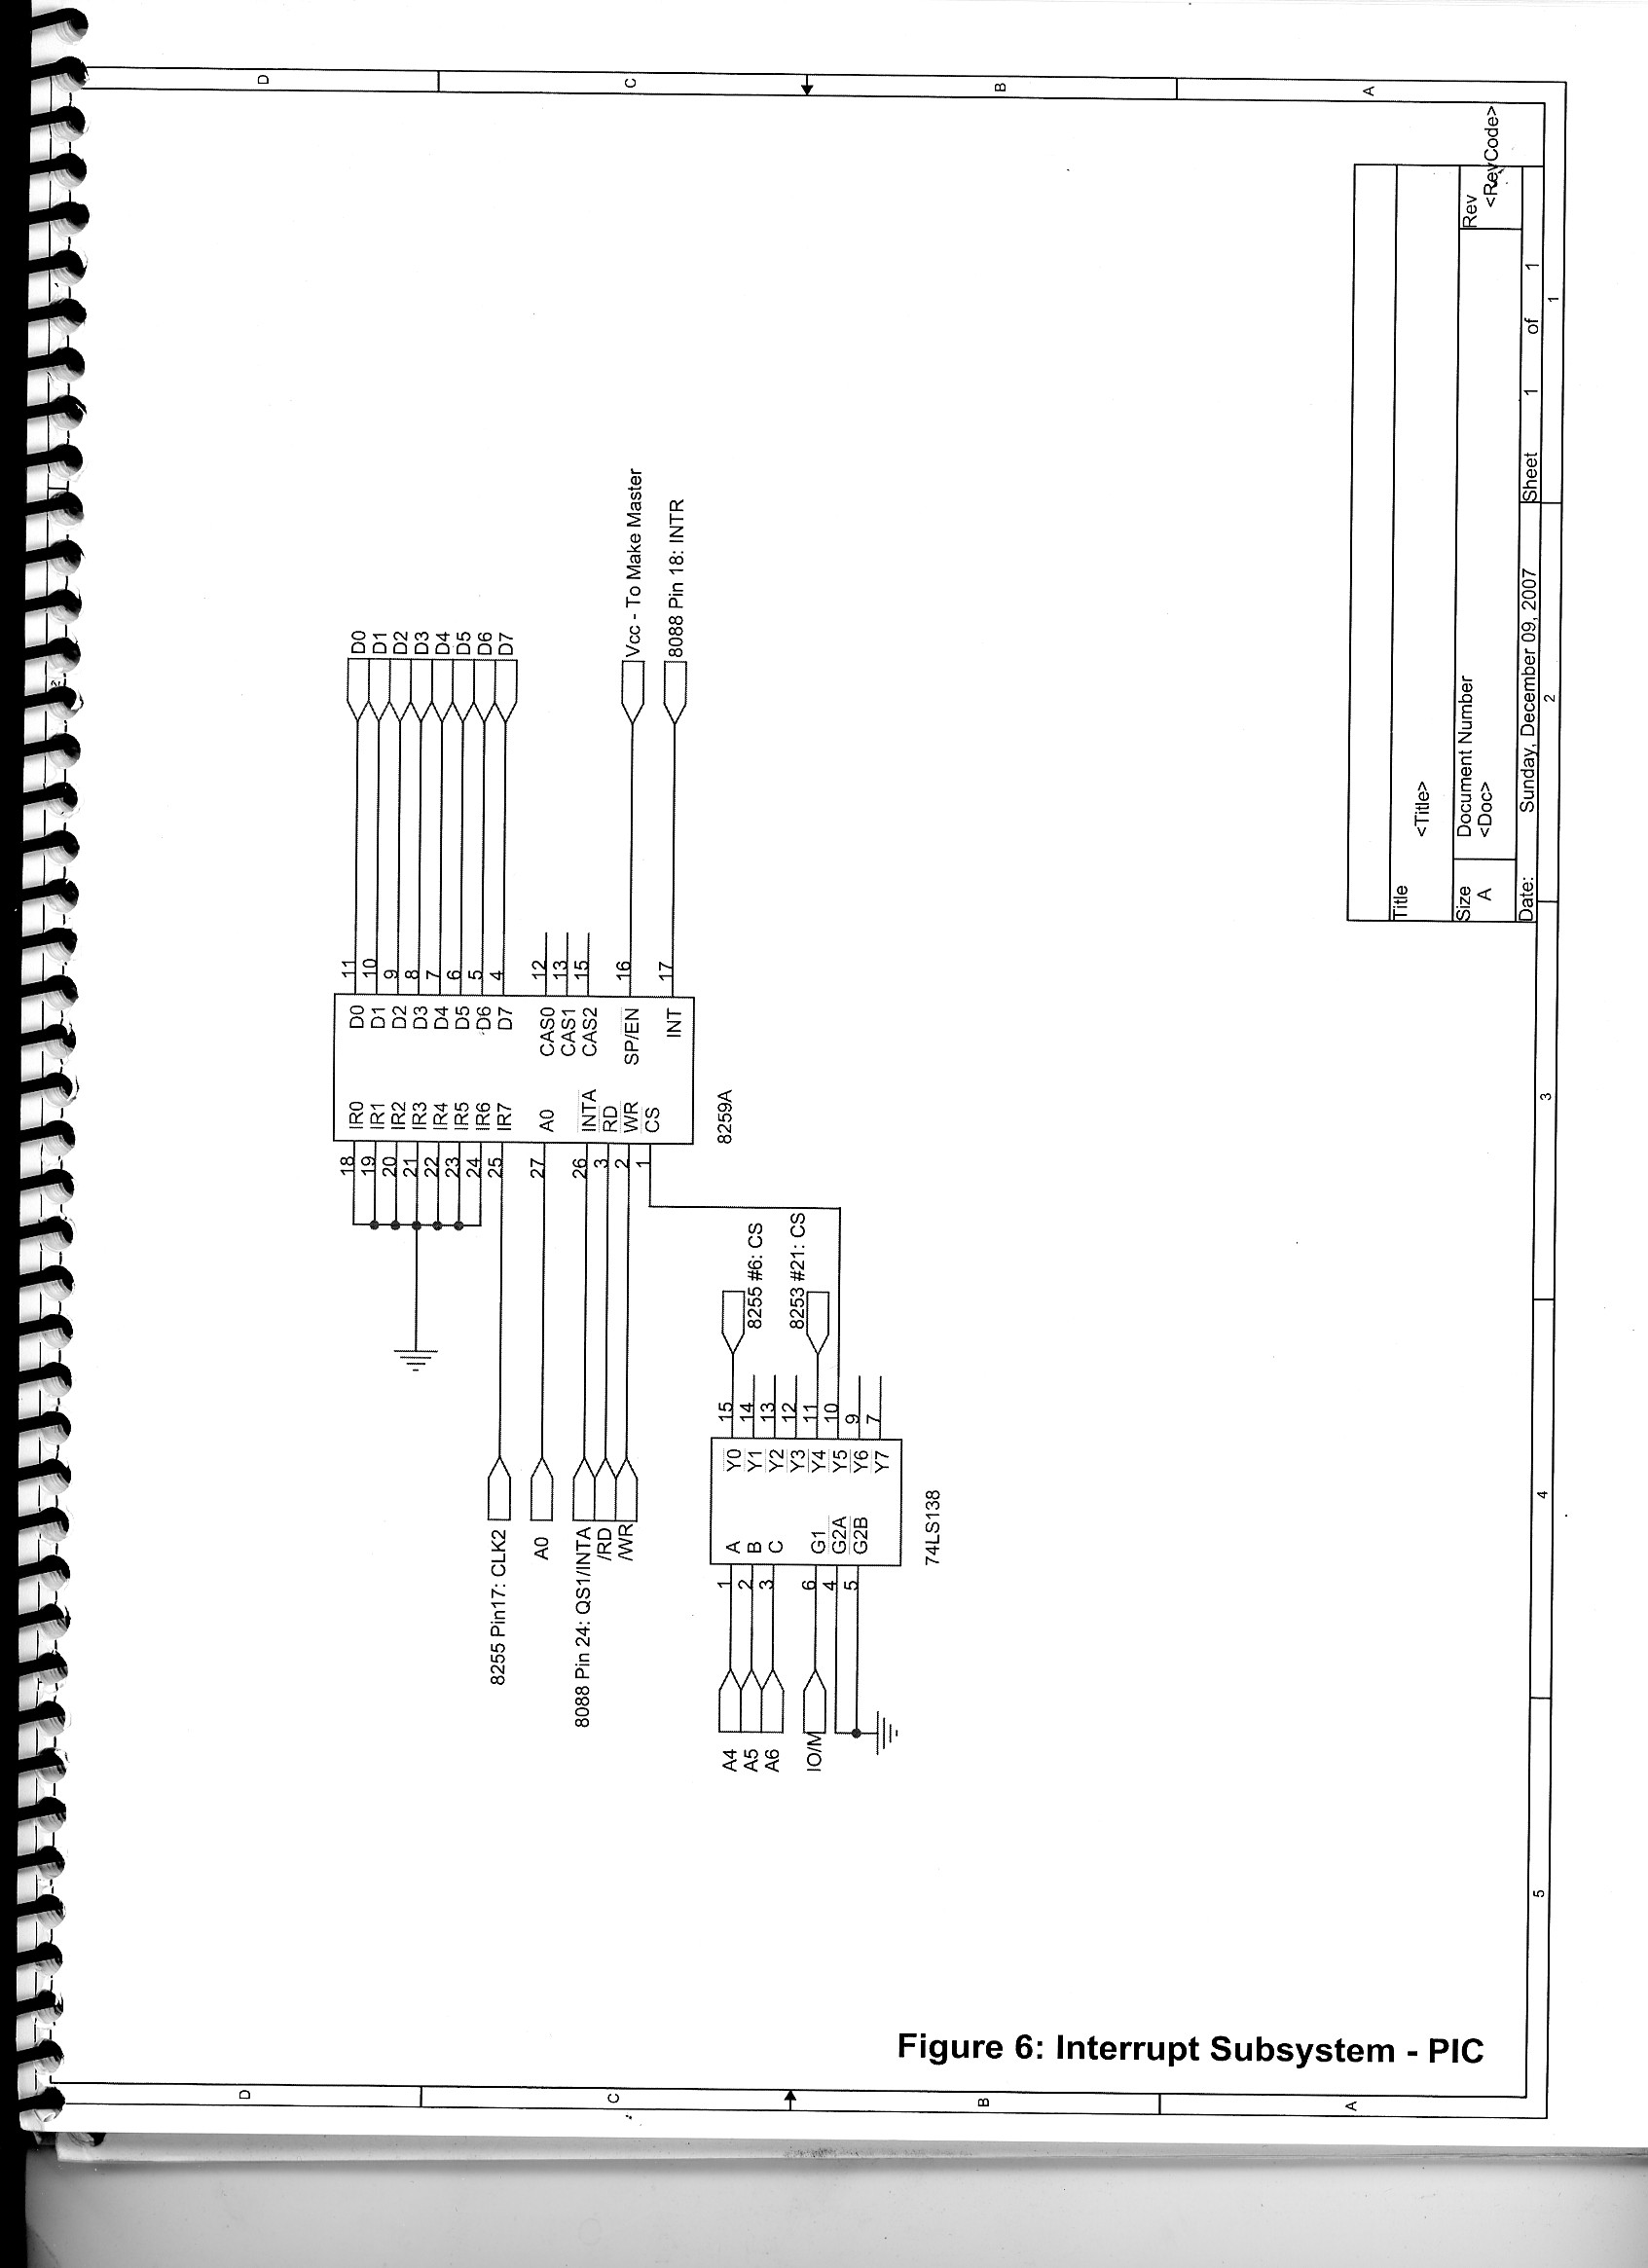 D
C
B
A
D0
D1
D2
D3
D4
D5
D6
D7
Vcc - To Make Master
8088 Pin 18: INTR
11
10
9
8
7
6
5
4
12
13
15
16
17
D0
D1
D2
D3
D4
D5
D6
D7
CAS0
CAS1
CAS2
SP/EN
INT
IR0
IR1
IR2
IR3
IR4
IR5
IR6
IR7
A0
INTA
RD
WR
CS
8259A
18
19
20
21
22
23
24
25
27
26
3
2
1
8255 Pin17: CLK2
A0
8088 Pin 24: QS1/INTA
/RD
/WR
8255 #6: CS
8253 #21: CS
15
14
13
12
11
10
9
7
Y0
Y1
Y2
Y3
Y4
Y5
Y6
Y7
A
B
C
G1
G2A
G2B
74LS138
1
2
3
6
4
5
A4
A5
A6
IO/M
Title
<Title>
Size
A
Document Number
<Doc>
Rev
<RevCode>
Date:
Sunday, December 09, 2007
Sheet 1 of 1
5
4
3
2
1
Figure 6: Interrupt Subsystem - PIC
D
C
B
A